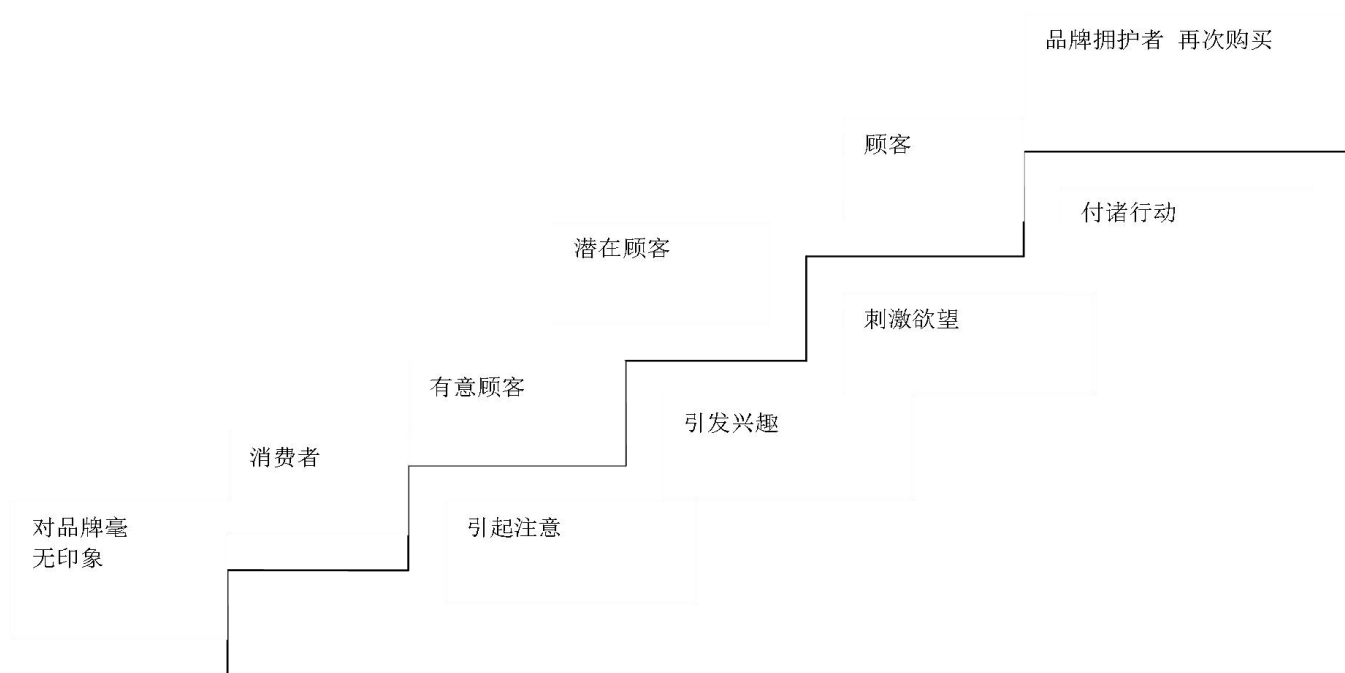 品牌拥护者 再次购买
顾客
付诸行动
潜在顾客
刺激欲望
有意顾客
引发兴趣
消费者
对品牌毫
无印象
引起注意